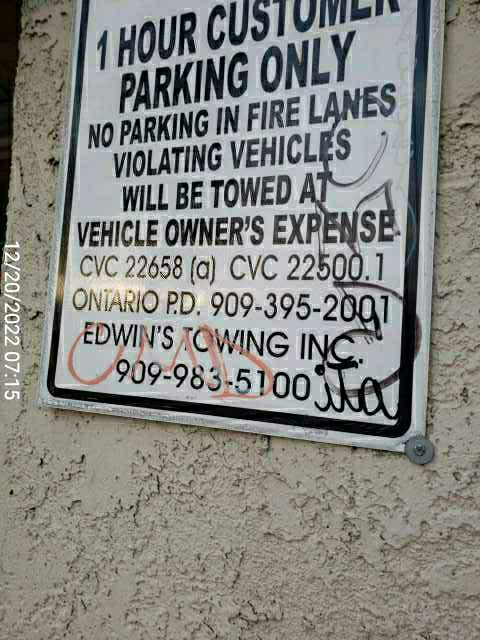 1 HOUR CUSTOMER
PARKING ONLY
NO PARKING IN FIRE LANES
VIOLATING VEHICLES
WILL BE TOWED AT
VEHICLE OWNER'S EXPENSE
CVC 22658 (a) CVC 22500.1
ONTARIO P.D. 909-395-2001
EDWIN'S TOWING INC.
909-983-5100
12/20/2022 07:15